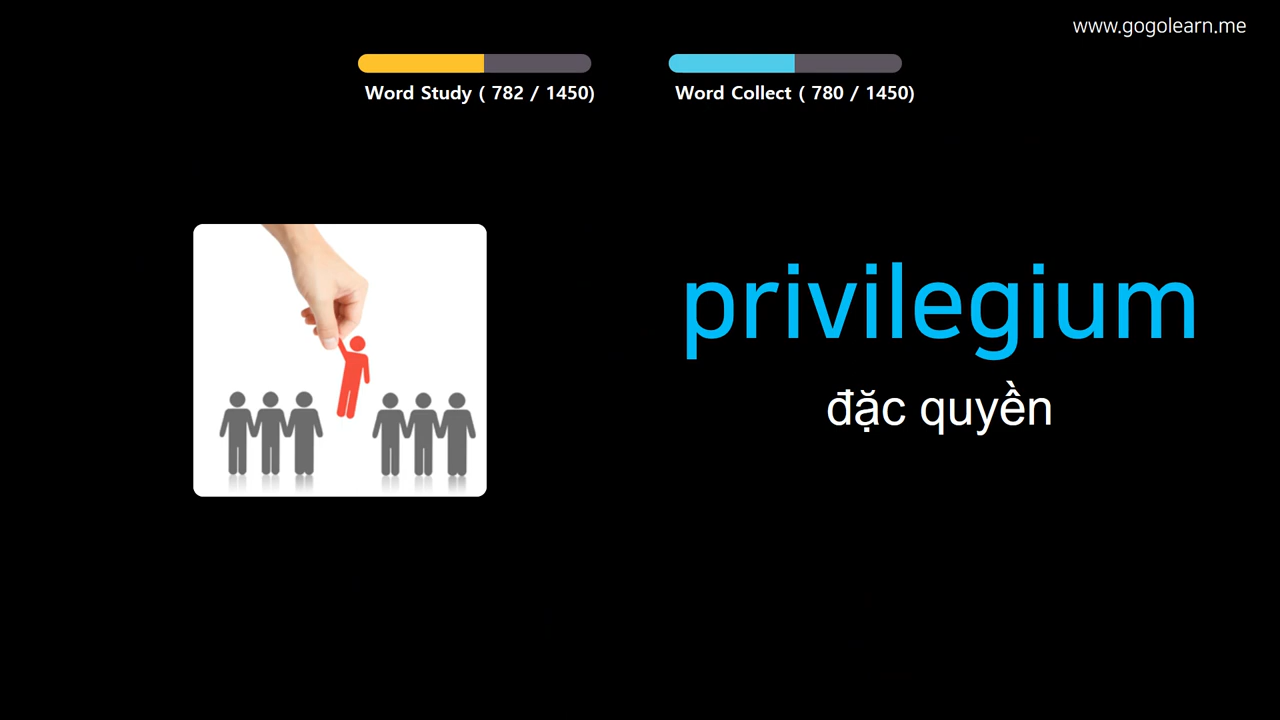 www.gogolearn.me
Word Study ( 782 / 1450)
Word Collect ( 780 / 1450)
privilegium
đặc quyền